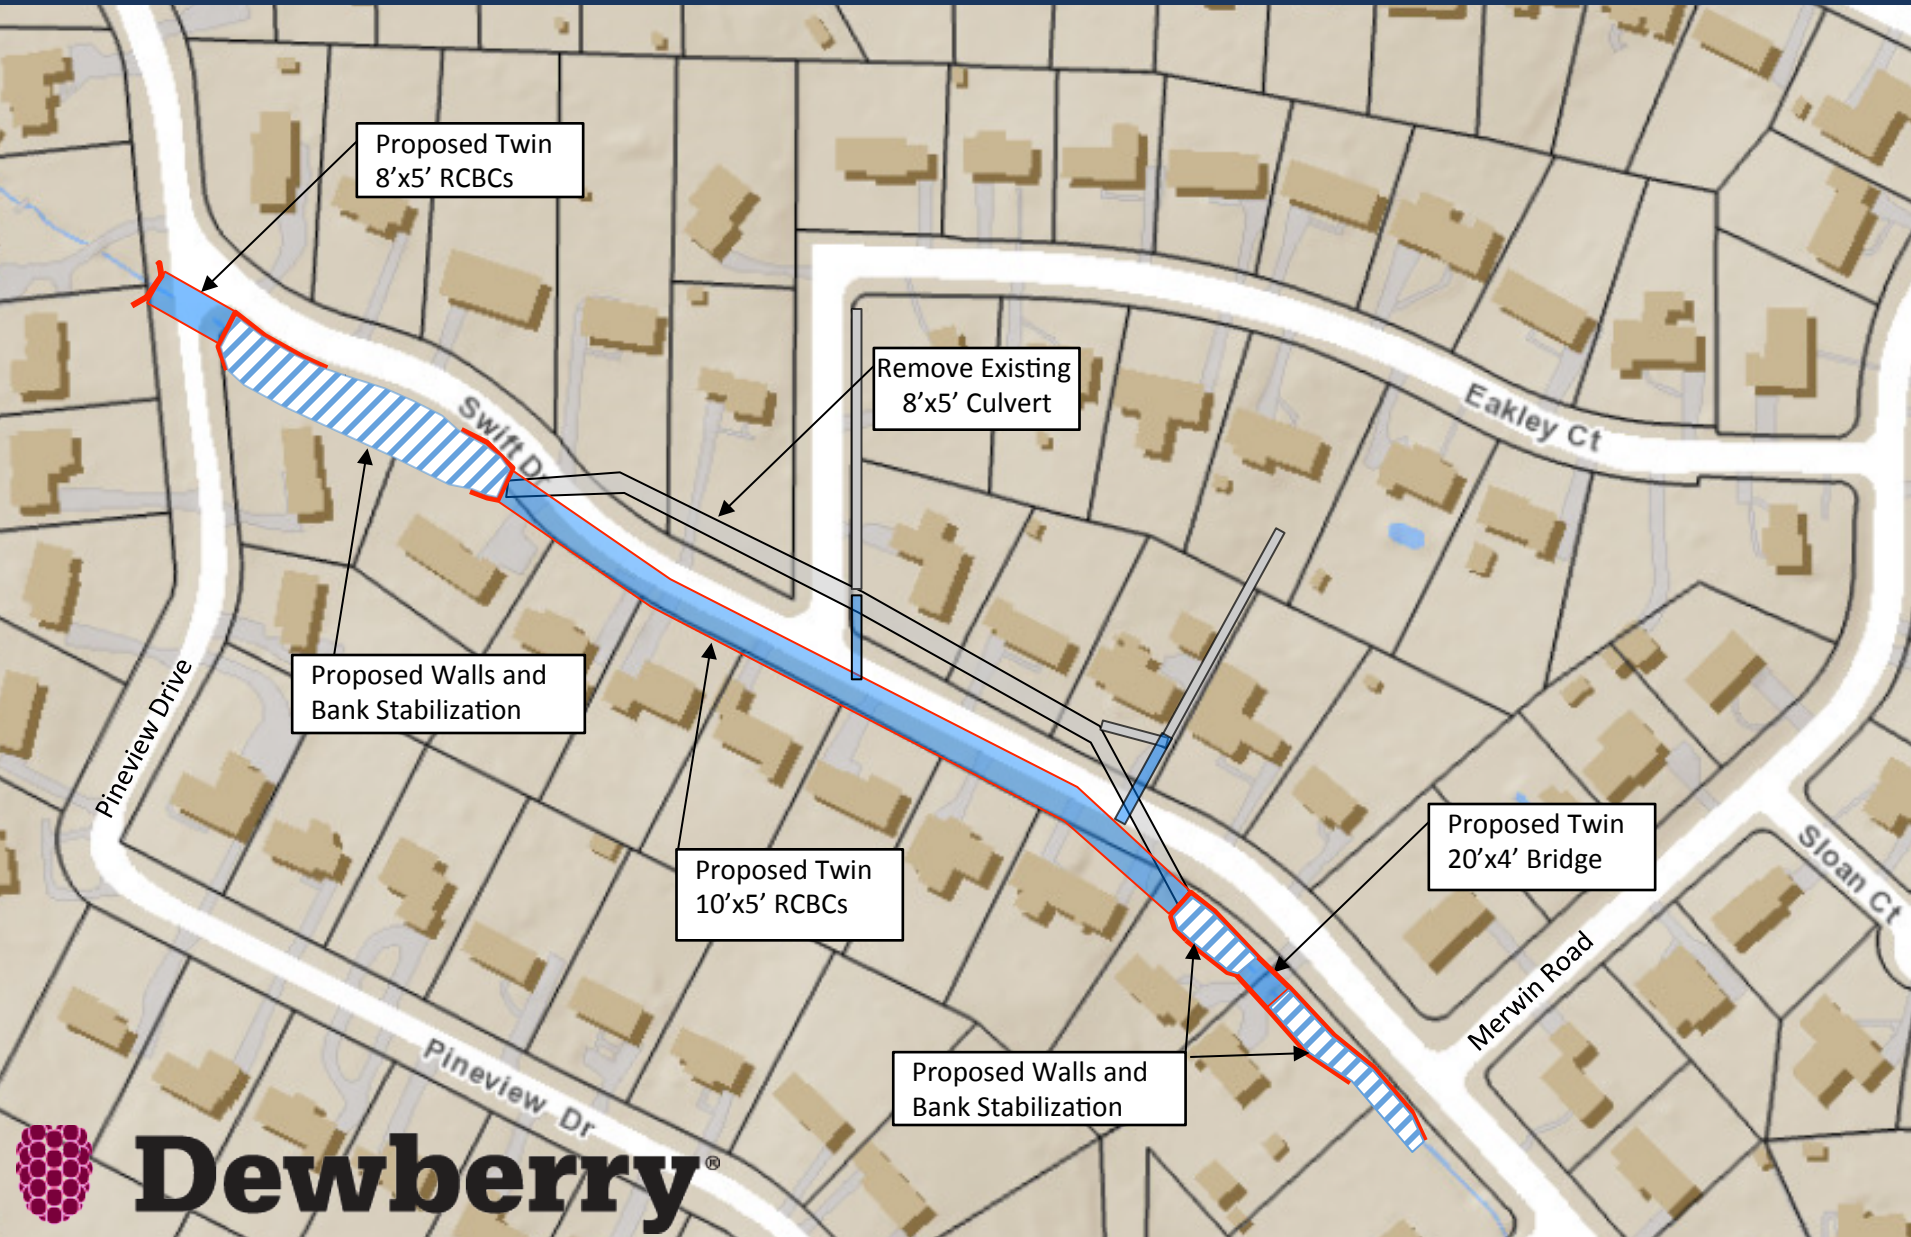 Proposed Twin
8’x5’ RCBCs
Remove Existing
8’x5’ Culvert
Eakley Ct
Swift Dr
Proposed Walls and
Bank Stabilization
Pineview Drive
Proposed Twin
10’x5’ RCBCs
Proposed Twin
20’x4’ Bridge
Sloan Ct
Merwin Road
Proposed Walls and
Bank Stabilization
Pineview Dr
Dewberry®